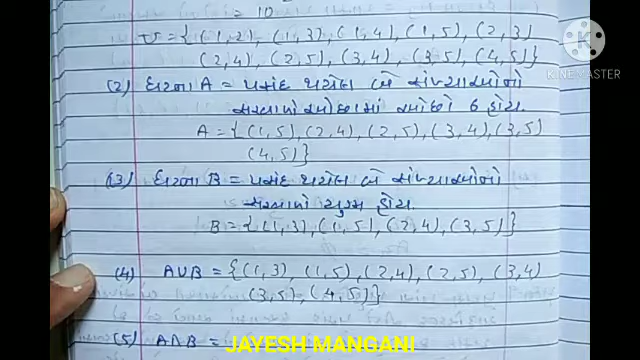 = 10
U = {(1,2), (1,3), (1,4), (1,5), (2,3)
(2,4), (2,5), (3,4), (3,5), (4,5)}
KINEMASTER
(2) ઘટના A = પસંદ થયેલ બે સંખ્યાઓનો
સરવાળો ઓછામાં ઓછો 6 હોય.
A = {(1,5), (2,4), (2,5), (3,4), (3,5)
(4,5)}
(3) ઘટના B = પસંદ થયેલ બે સંખ્યાઓનો
સરવાળો યુગ્મ હોય.
B = {(1,3), (1,5), (2,4), (3,5)}
(4) A∪B = {(1,3), (1,5), (2,4), (2,5), (3,4)
(3,5), (4,5)}
(5) A∩B =
JAYESH MANGANI